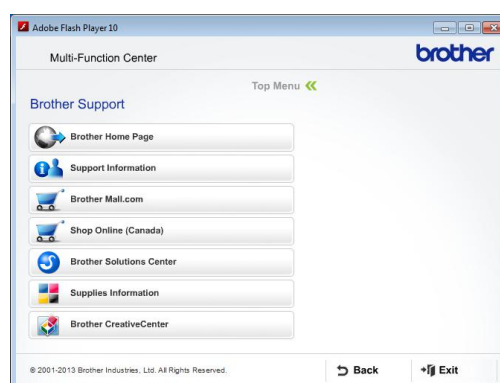 Adobe Flash Player 10
Multi-Function Center
brother
Top Menu
Brother Support
Brother Home Page
Support Information
Brother Mall.com
Shop Online (Canada)
Brother Solutions Center
Supplies Information
Brother CreativeCenter
© 2001-2013 Brother Industries, Ltd. All Rights Reserved.
Back
Exit